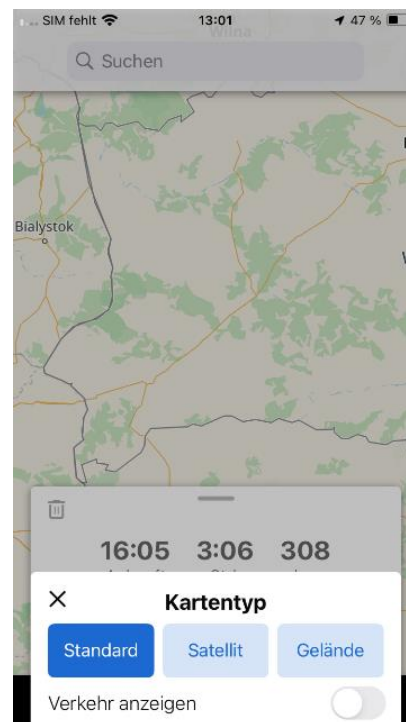 SIM fehlt 13:01 47 %
Wilna
Suchen
Bialystok
16:05 3:06 308
Kartentyp
Standard Satellit Gelände
Verkehr anzeigen